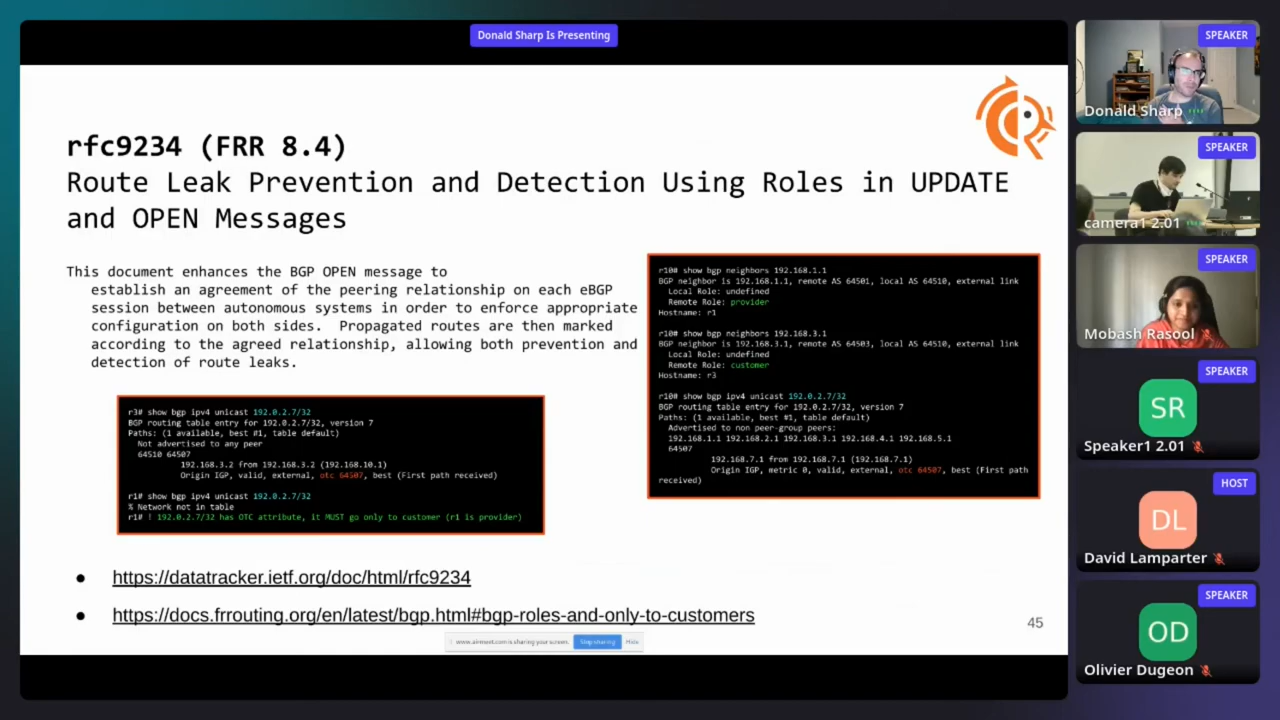 Donald Sharp Is Presenting
rfc9234 (FRR 8.4)
Route Leak Prevention and Detection Using Roles in UPDATE
and OPEN Messages
This document enhances the BGP OPEN message to
establish an agreement of the peering relationship on each eBGP
session between autonomous systems in order to enforce appropriate
configuration on both sides. Propagated routes are then marked
according to the agreed relationship, allowing both prevention and
detection of route leaks.
r3# show bgp ipv4 unicast 192.0.2.7/32
BGP routing table entry for 192.0.2.7/32, version 7
Paths: (1 available, best #1, table default)
Not advertised to any peer
64510 64507
192.168.3.2 from 192.168.3.2 (192.168.10.1)
Origin IGP, valid, external, otc 64507, best (First path received)
r1# show bgp ipv4 unicast 192.0.2.7/32
% Network not in table
r1# ! 192.0.2.7/32 has OTC attribute, it MUST go only to customer (r1 is provider)
r10# show bgp neighbors 192.168.1.1
BGP neighbor is 192.168.1.1, remote AS 64501, local AS 64510, external link
Local Role: undefined
Remote Role: provider
Hostname: r1
r10# show bgp neighbors 192.168.3.1
BGP neighbor is 192.168.3.1, remote AS 64503, local AS 64510, external link
Local Role: undefined
Remote Role: customer
Hostname: r3
r10# show bgp ipv4 unicast 192.0.2.7/32
BGP routing table entry for 192.0.2.7/32, version 7
Paths: (1 available, best #1, table default)
Advertised to non peer-group peers:
192.168.1.1 192.168.2.1 192.168.3.1 192.168.4.1 192.168.5.1
64507
192.168.7.1 from 192.168.7.1 (192.168.7.1)
Origin IGP, metric 0, valid, external, otc 64507, best (First path
received)
● https://datatracker.ietf.org/doc/html/rfc9234
● https://docs.frrouting.org/en/latest/bgp.html#bgp-roles-and-only-to-customers
45
www.airmeet.com is sharing your screen. Stop sharing Hide
SPEAKER
Donald Sharp
SPEAKER
camera1 2.01
SPEAKER
Mobash Rasool
SPEAKER
SR
Speaker1 2.01
HOST
DL
David Lamparter
SPEAKER
OD
Olivier Dugeon